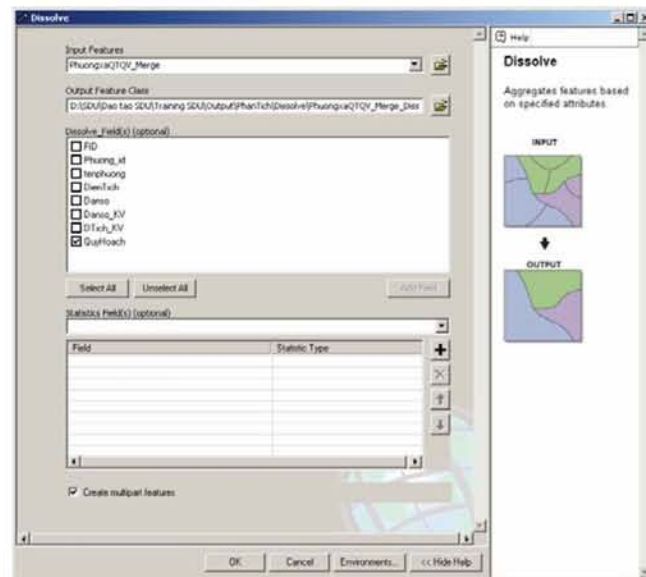 Dissolve
Input Features
PhuongxaQTQV_Merge
Output Feature Class
D:\SDU\Dao tao SDU\Training SDU\Output\PhanTich\Dissolve\PhuongxaQTQV_Merge_Diss
Dissolve_Field(s) (optional)
FID
Phuong_id
tenphuong
DienTich
Danso
Danso_KV
DTich_KV
QuyHoach
Select All
Unselect All
Add Field
Statistics Field(s) (optional)
Field
Statistic Type
Create multipart features
OK
Cancel
Environments...
<< Hide Help
Help
Dissolve
Aggregates features based
on specified attributes
INPUT
OUTPUT